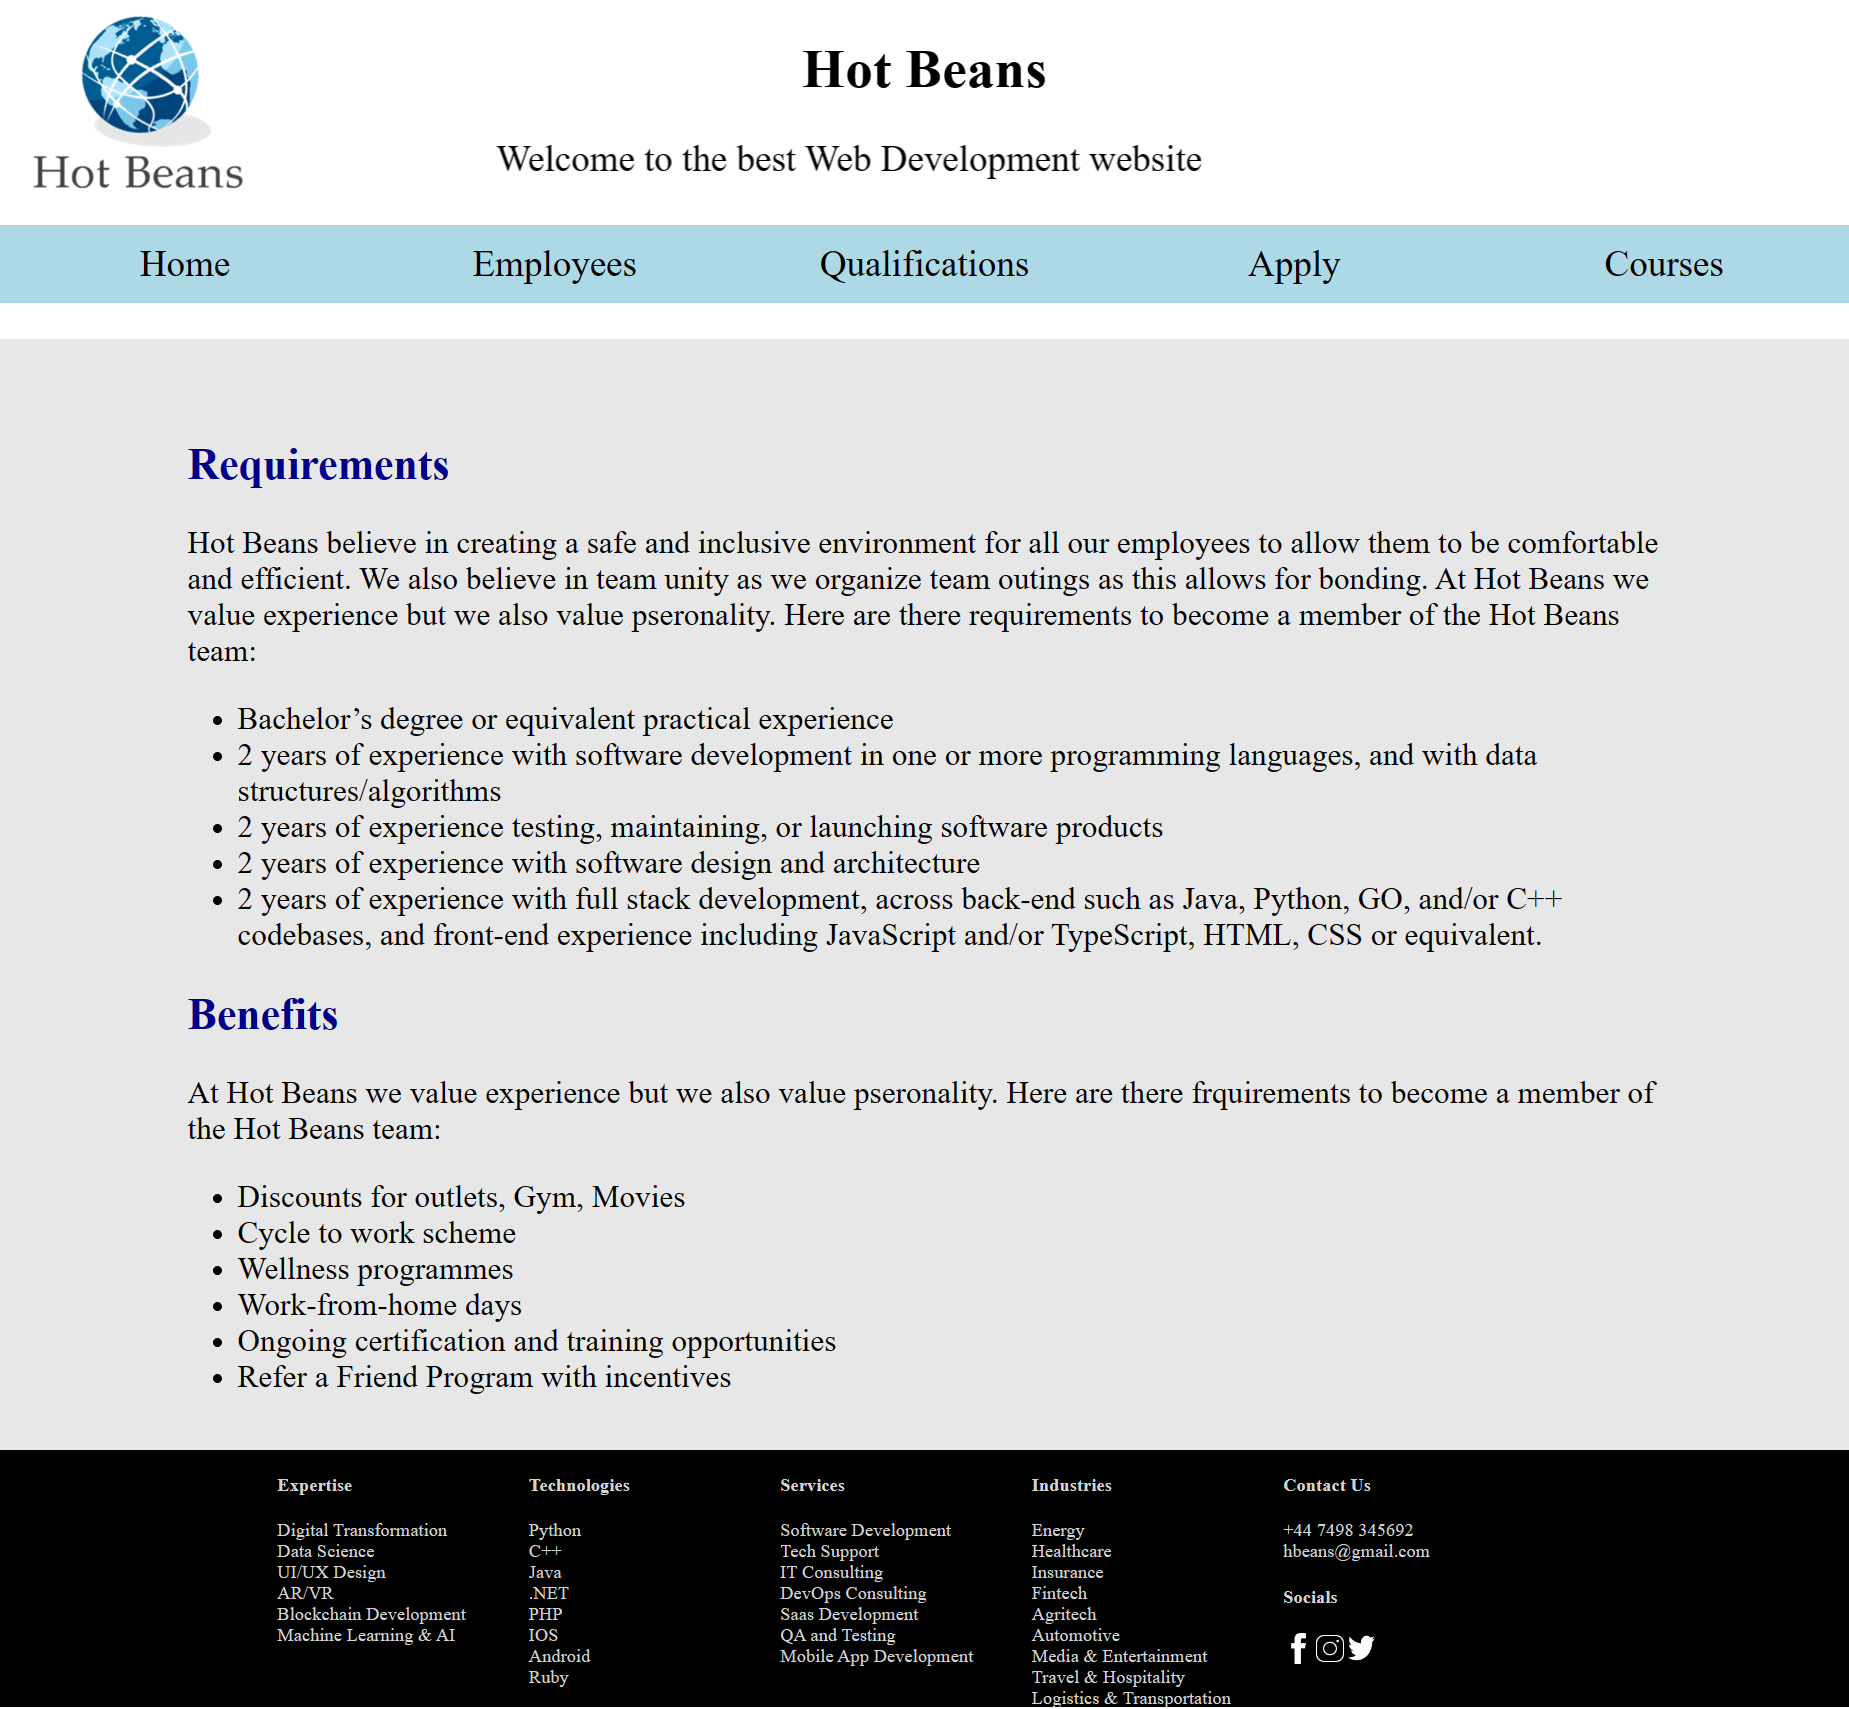 Hot Beans
Hot Beans
Welcome to the best Web Development website
Home Employees Qualifications Apply Courses
Requirements
Hot Beans believe in creating a safe and inclusive environment for all our employees to allow them to be comfortable
and efficient. We also believe in team unity as we organize team outings as this allows for bonding. At Hot Beans we
value experience but we also value pseronality. Here are there requirements to become a member of the Hot Beans
team:
• Bachelor’s degree or equivalent practical experience
• 2 years of experience with software development in one or more programming languages, and with data
structures/algorithms
• 2 years of experience testing, maintaining, or launching software products
• 2 years of experience with software design and architecture
• 2 years of experience with full stack development, across back-end such as Java, Python, GO, and/or C++
codebases, and front-end experience including JavaScript and/or TypeScript, HTML, CSS or equivalent.
Benefits
At Hot Beans we value experience but we also value pseronality. Here are there frquirements to become a member of
the Hot Beans team:
• Discounts for outlets, Gym, Movies
• Cycle to work scheme
• Wellness programmes
• Work-from-home days
• Ongoing certification and training opportunities
• Refer a Friend Program with incentives
Expertise
Digital Transformation
Data Science
UI/UX Design
AR/VR
Blockchain Development
Machine Learning & AI
Technologies
Python
C++
Java
.NET
PHP
IOS
Android
Ruby
Services
Software Development
Tech Support
IT Consulting
DevOps Consulting
Saas Development
QA and Testing
Mobile App Development
Industries
Energy
Healthcare
Insurance
Fintech
Agritech
Automotive
Media & Entertainment
Travel & Hospitality
Logistics & Transportation
Contact Us
+44 7498 345692
hbeans@gmail.com
Socials